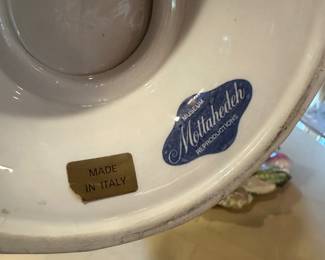 MUSEUM
Mottahedeh
REPRODUCTIONS
MADE
IN ITALY